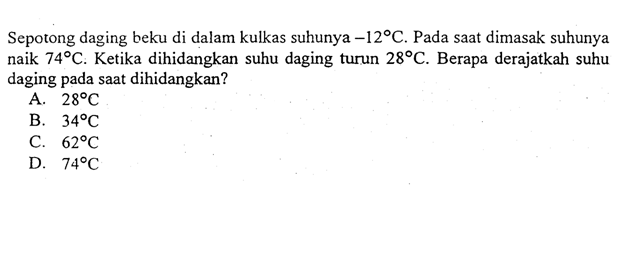 Sepotong daging beku di dalam kulkas suhunya –12°C. Pada saat dimasak suhunya
naik 74°C. Ketika dihidangkan suhu daging turun 28°C. Berapa derajatkah suhu
daging pada saat dihidangkan?
A. 28°C
B. 34°C
C. 62°C
D. 74°C